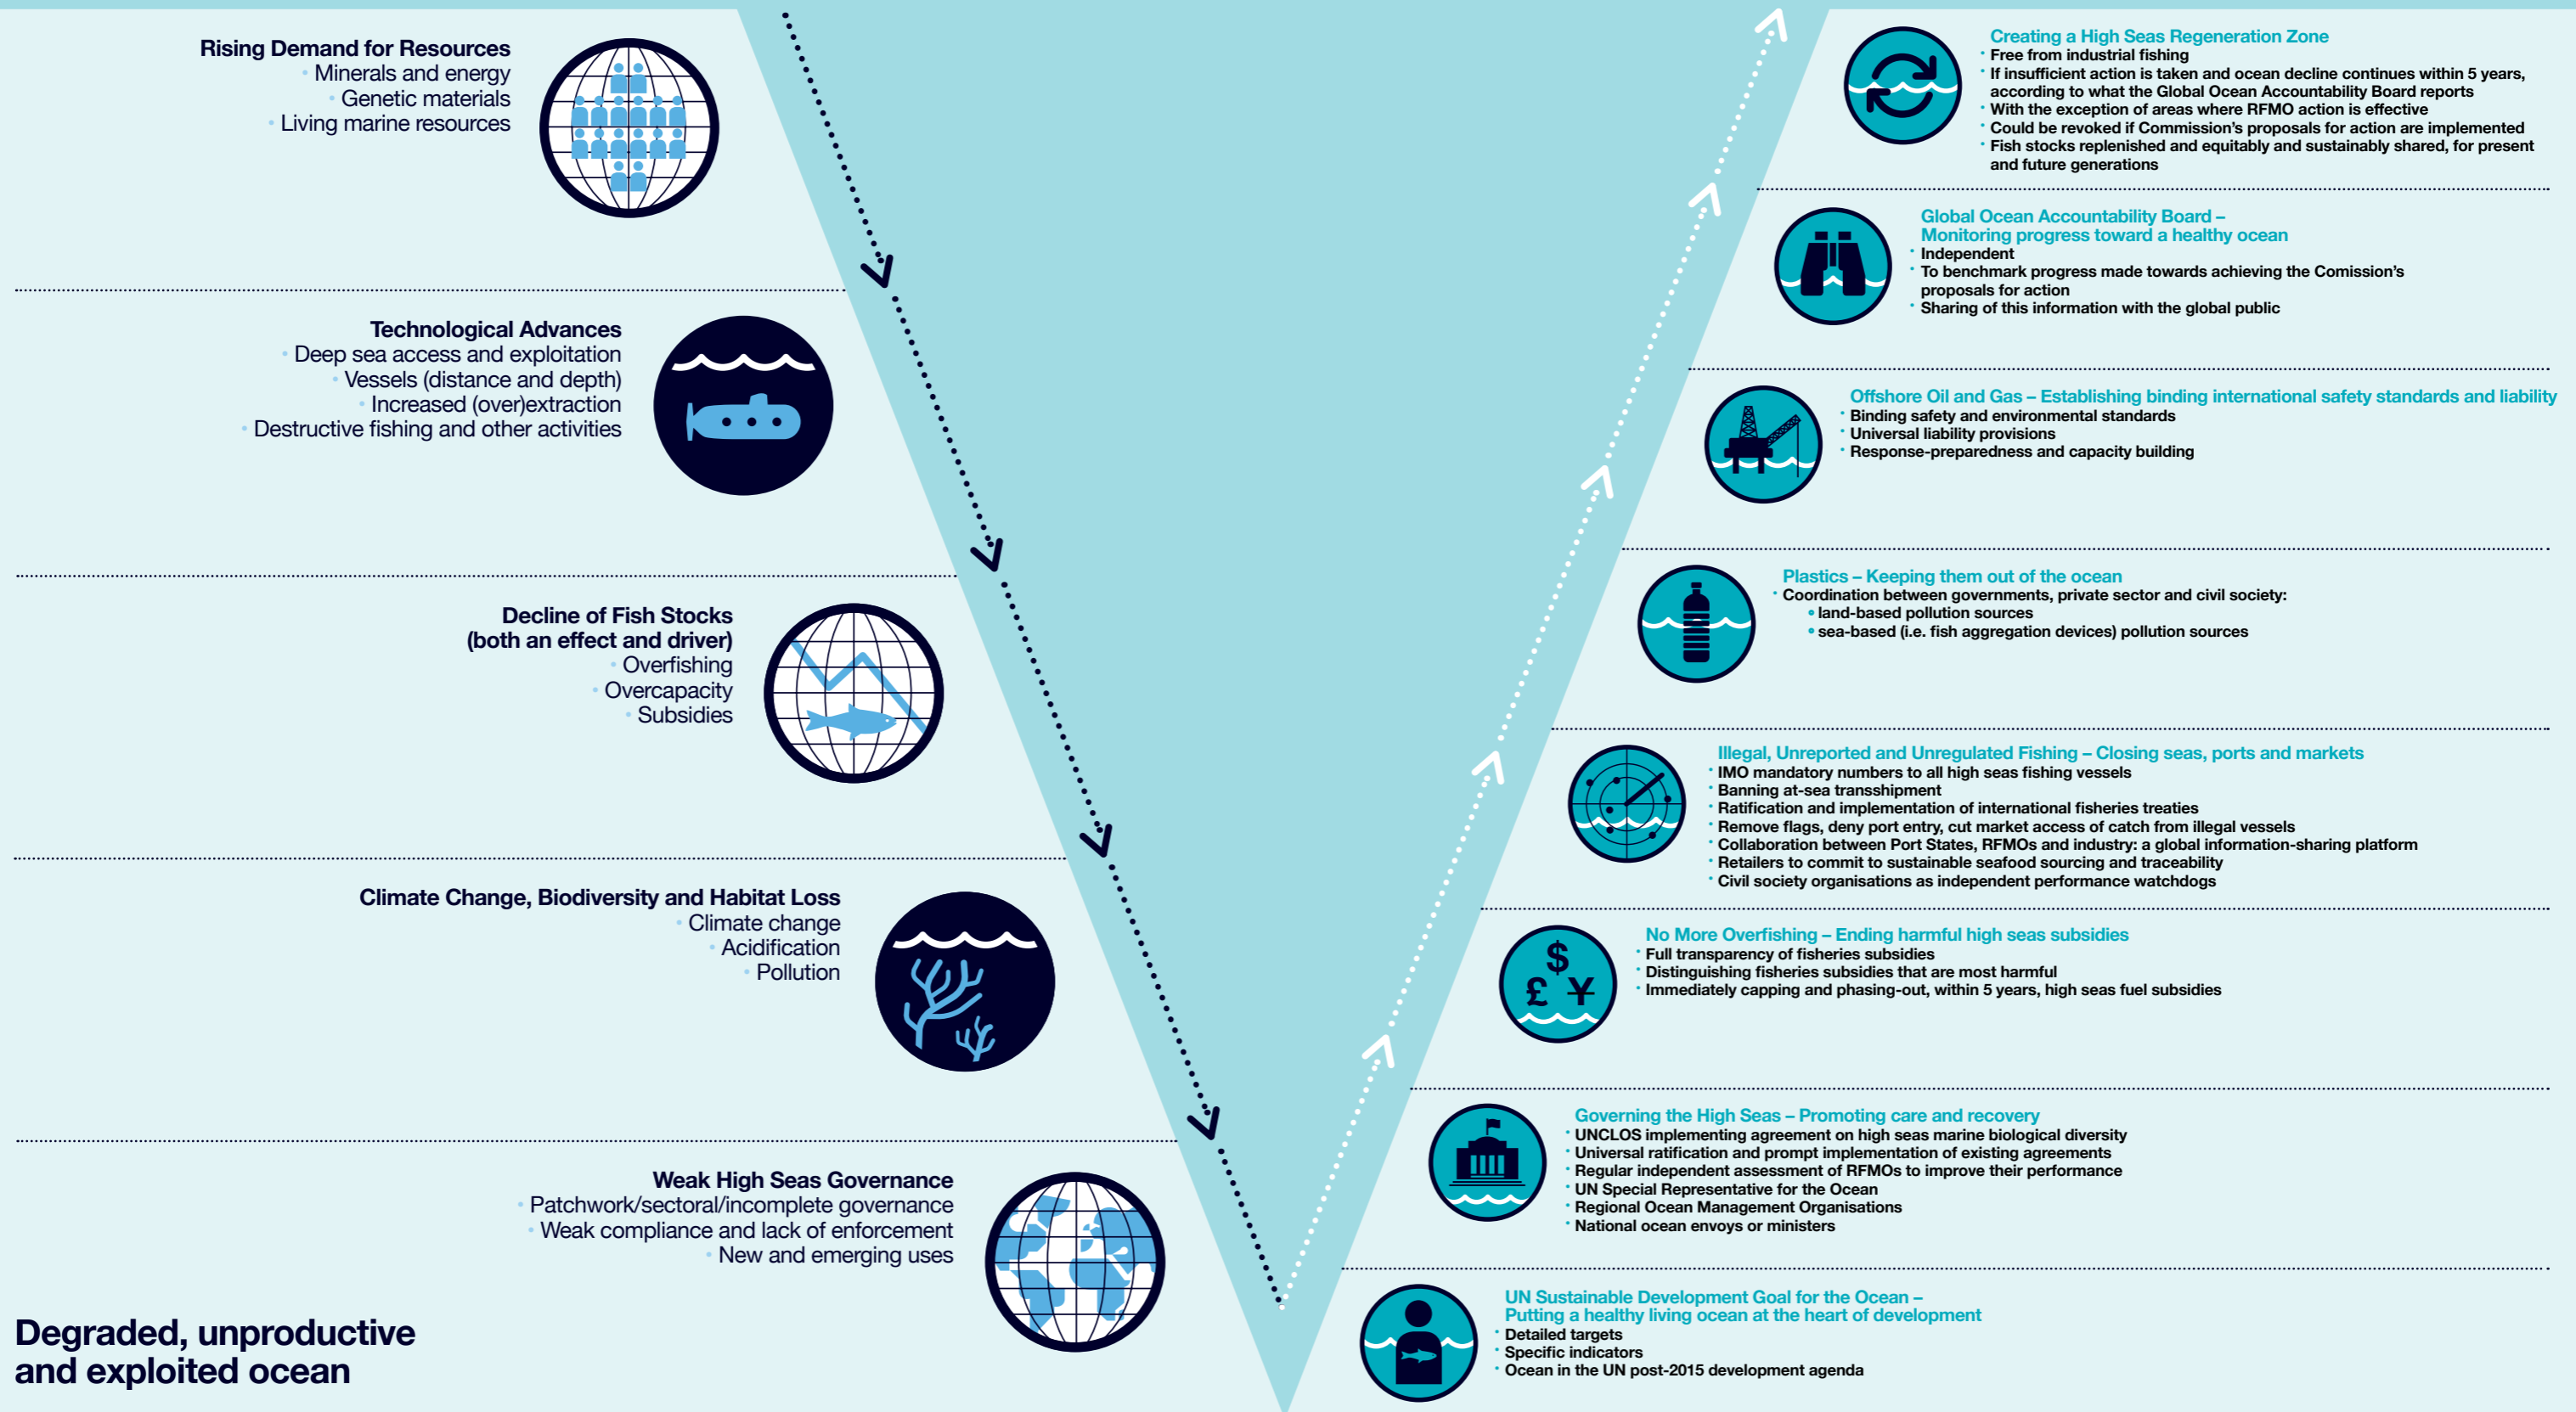 Rising Demand for Resources
• Minerals and energy
• Genetic materials
• Living marine resources
Technological Advances
• Deep sea access and exploitation
• Vessels (distance and depth)
• Increased (over)extraction
• Destructive fishing and other activities
Decline of Fish Stocks
(both an effect and driver)
• Overfishing
• Overcapacity
• Subsidies
Climate Change, Biodiversity and Habitat Loss
• Climate change
• Acidification
• Pollution
Weak High Seas Governance
• Patchwork/sectoral/incomplete governance
• Weak compliance and lack of enforcement
• New and emerging uses
Degraded, unproductive
and exploited ocean
Creating a High Seas Regeneration Zone
• Free from industrial fishing
• If insufficient action is taken and ocean decline continues within 5 years,
according to what the Global Ocean Accountability Board reports
• With the exception of areas where RFMO action is effective
• Could be revoked if Commission’s proposals for action are implemented
• Fish stocks replenished and equitably and sustainably shared, for present
and future generations
Global Ocean Accountability Board –
Monitoring progress toward a healthy ocean
• Independent
• To benchmark progress made towards achieving the Comission’s
proposals for action
• Sharing of this information with the global public
Offshore Oil and Gas – Establishing binding international safety standards and liability
• Binding safety and environmental standards
• Universal liability provisions
• Response-preparedness and capacity building
Plastics – Keeping them out of the ocean
• Coordination between governments, private sector and civil society:
• land-based pollution sources
• sea-based (i.e. fish aggregation devices) pollution sources
Illegal, Unreported and Unregulated Fishing – Closing seas, ports and markets
• IMO mandatory numbers to all high seas fishing vessels
• Banning at-sea transshipment
• Ratification and implementation of international fisheries treaties
• Remove flags, deny port entry, cut market access of catch from illegal vessels
• Collaboration between Port States, RFMOs and industry: a global information-sharing platform
• Retailers to commit to sustainable seafood sourcing and traceability
• Civil society organisations as independent performance watchdogs
$
£ ¥
No More Overfishing – Ending harmful high seas subsidies
• Full transparency of fisheries subsidies
• Distinguishing fisheries subsidies that are most harmful
• Immediately capping and phasing-out, within 5 years, high seas fuel subsidies
Governing the High Seas – Promoting care and recovery
• UNCLOS implementing agreement on high seas marine biological diversity
• Universal ratification and prompt implementation of existing agreements
• Regular independent assessment of RFMOs to improve their performance
• UN Special Representative for the Ocean
• Regional Ocean Management Organisations
• National ocean envoys or ministers
UN Sustainable Development Goal for the Ocean –
Putting a healthy living ocean at the heart of development
• Detailed targets
• Specific indicators
• Ocean in the UN post-2015 development agenda